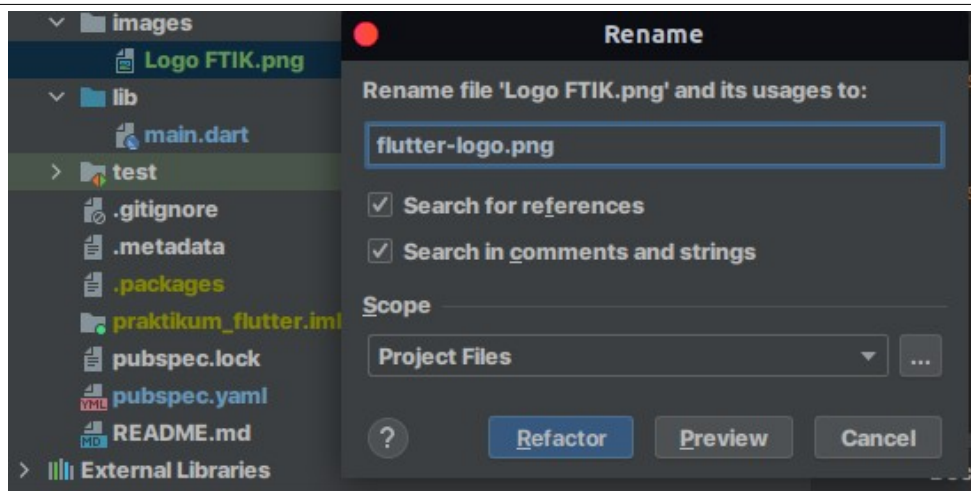 images
Logo FTIK.png
lib
main.dart
test
.gitignore
.metadata
.packages
praktikum_flutter.iml
pubspec.lock
pubspec.yaml
README.md
External Libraries
Rename
Rename file 'Logo FTIK.png' and its usages to:
flutter-logo.png
Search for references
Search in comments and strings
Scope
Project Files
...
? Refactor Preview Cancel